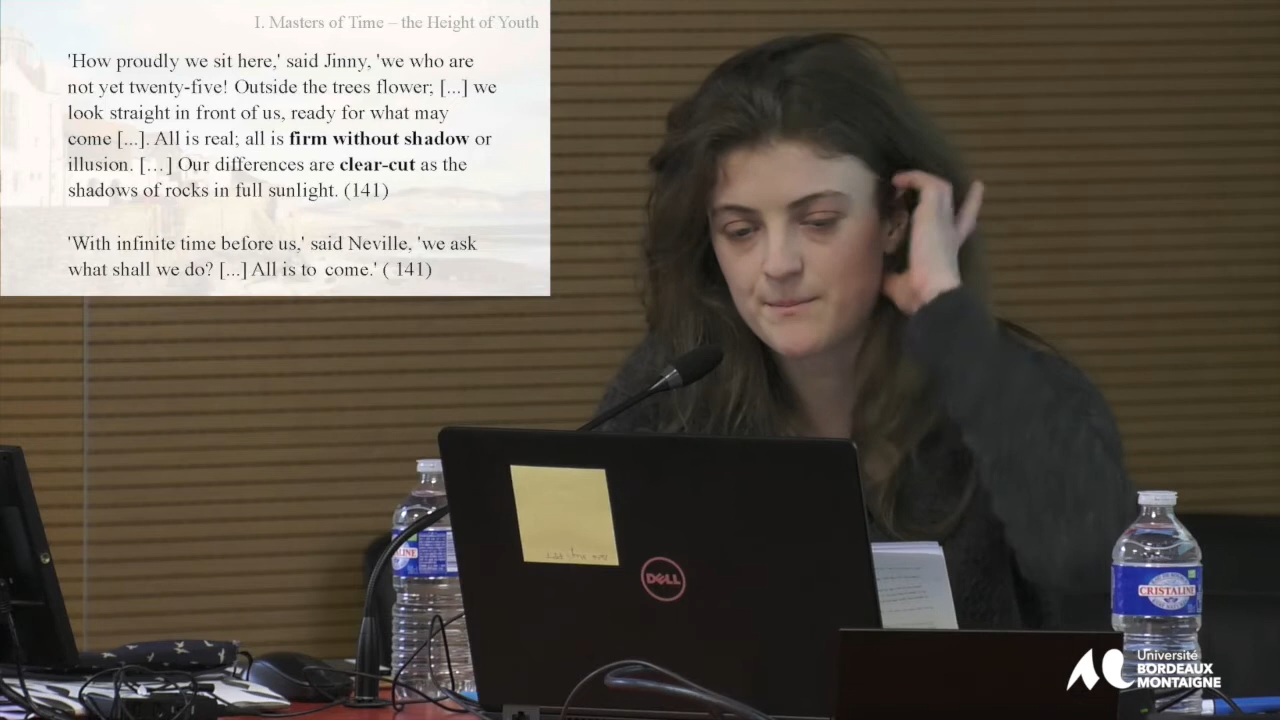 I. Masters of Time – the Height of Youth
'How proudly we sit here,' said Jinny, 'we who are
not yet twenty-five! Outside the trees flower; [...] we
look straight in front of us, ready for what may
come [...]. All is real; all is firm without shadow or
illusion. […] Our differences are clear-cut as the
shadows of rocks in full sunlight. (141)
'With infinite time before us,' said Neville, 'we ask
what shall we do? [...] All is to come.' ( 141)
DELL
CRISTALINE
Université
BORDEAUX
MONTAIGNE